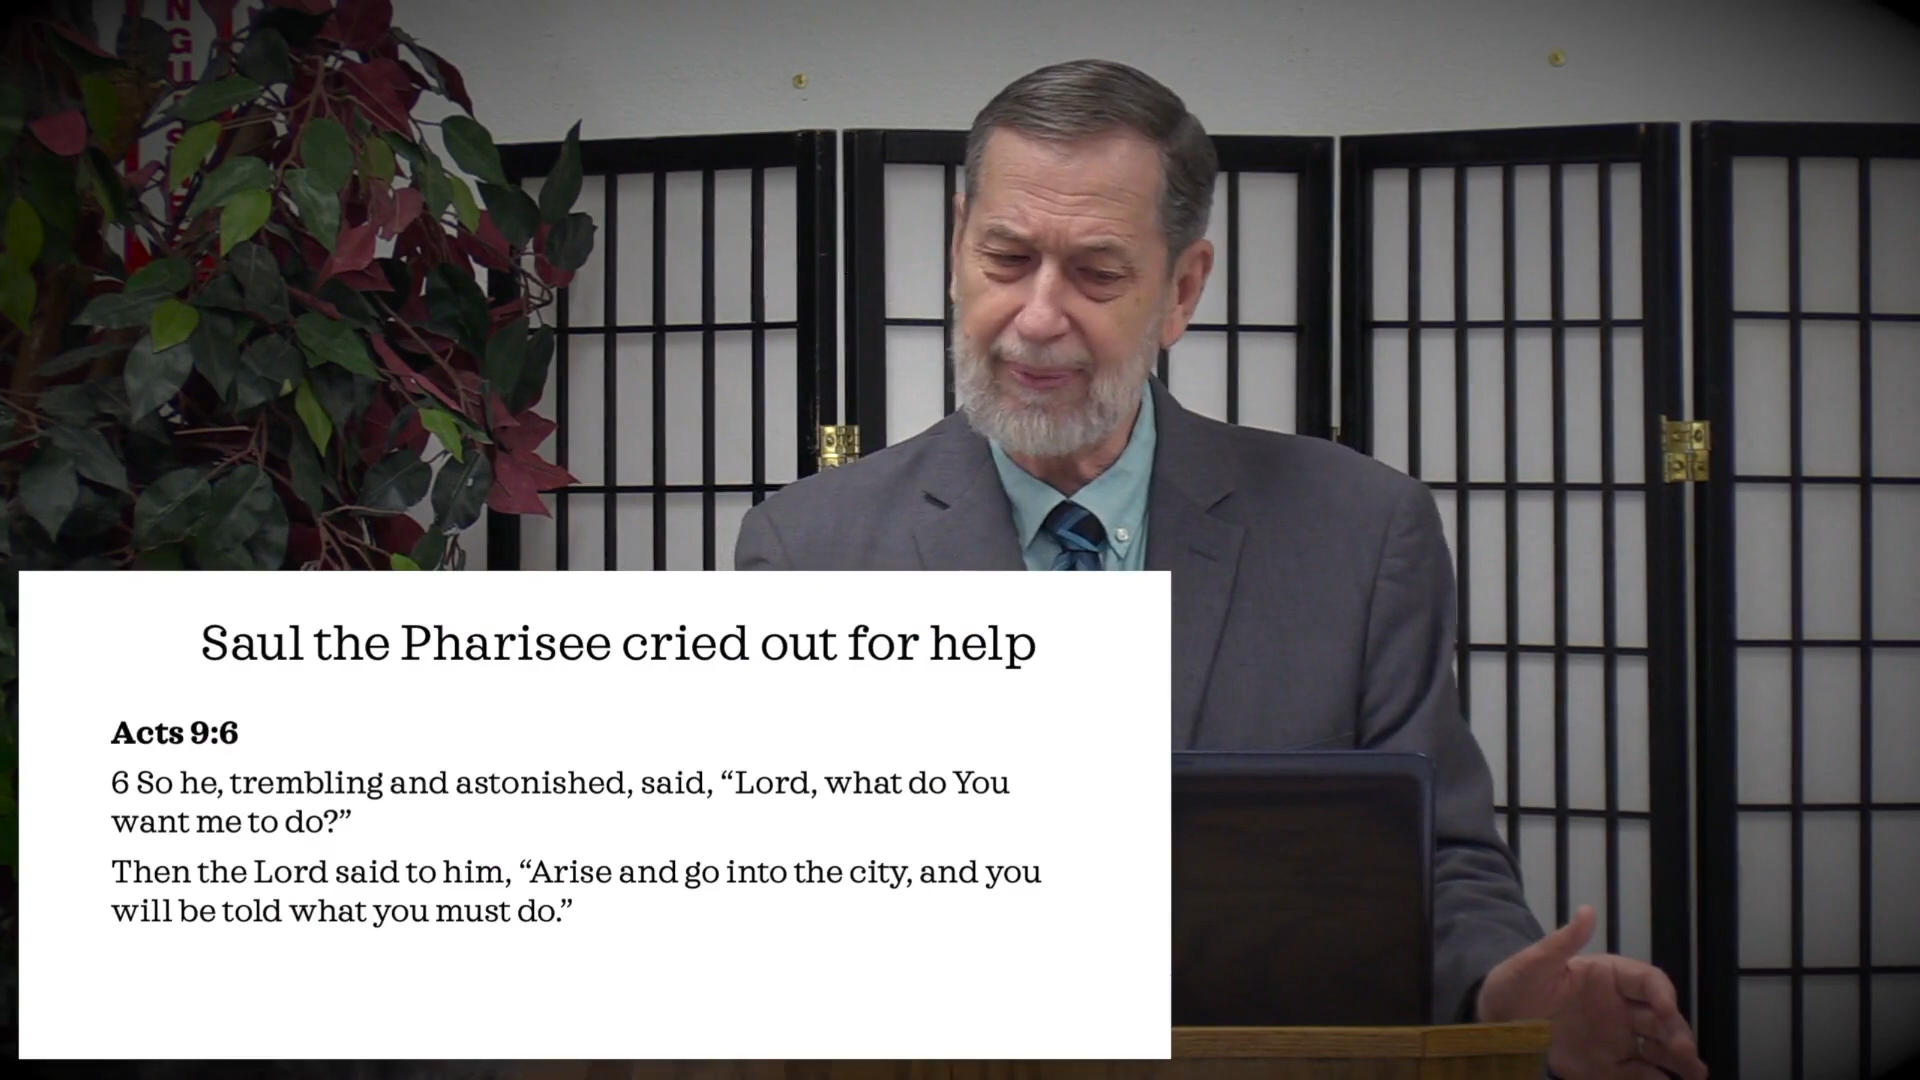 Saul the Pharisee cried out for help
Acts 9:6
6 So he, trembling and astonished, said, “Lord, what do You
want me to do?”
Then the Lord said to him, “Arise and go into the city, and you
will be told what you must do.”